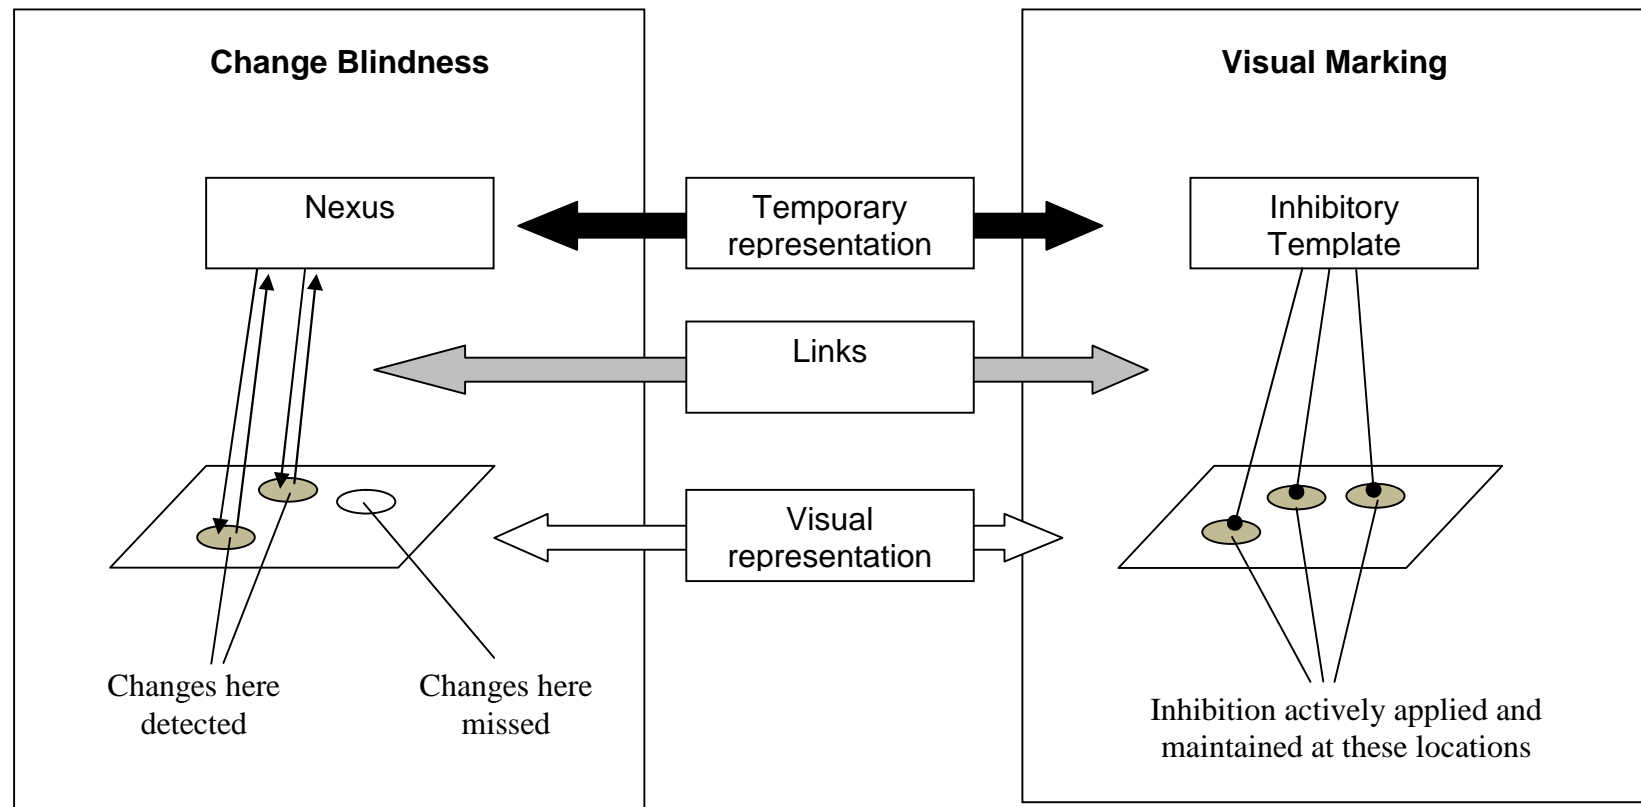 Change Blindness
Visual Marking
Nexus
Temporary
representation
Inhibitory
Template
Links
Visual
representation
Changes here
detected
Changes here
missed
Inhibition actively applied and
maintained at these locations